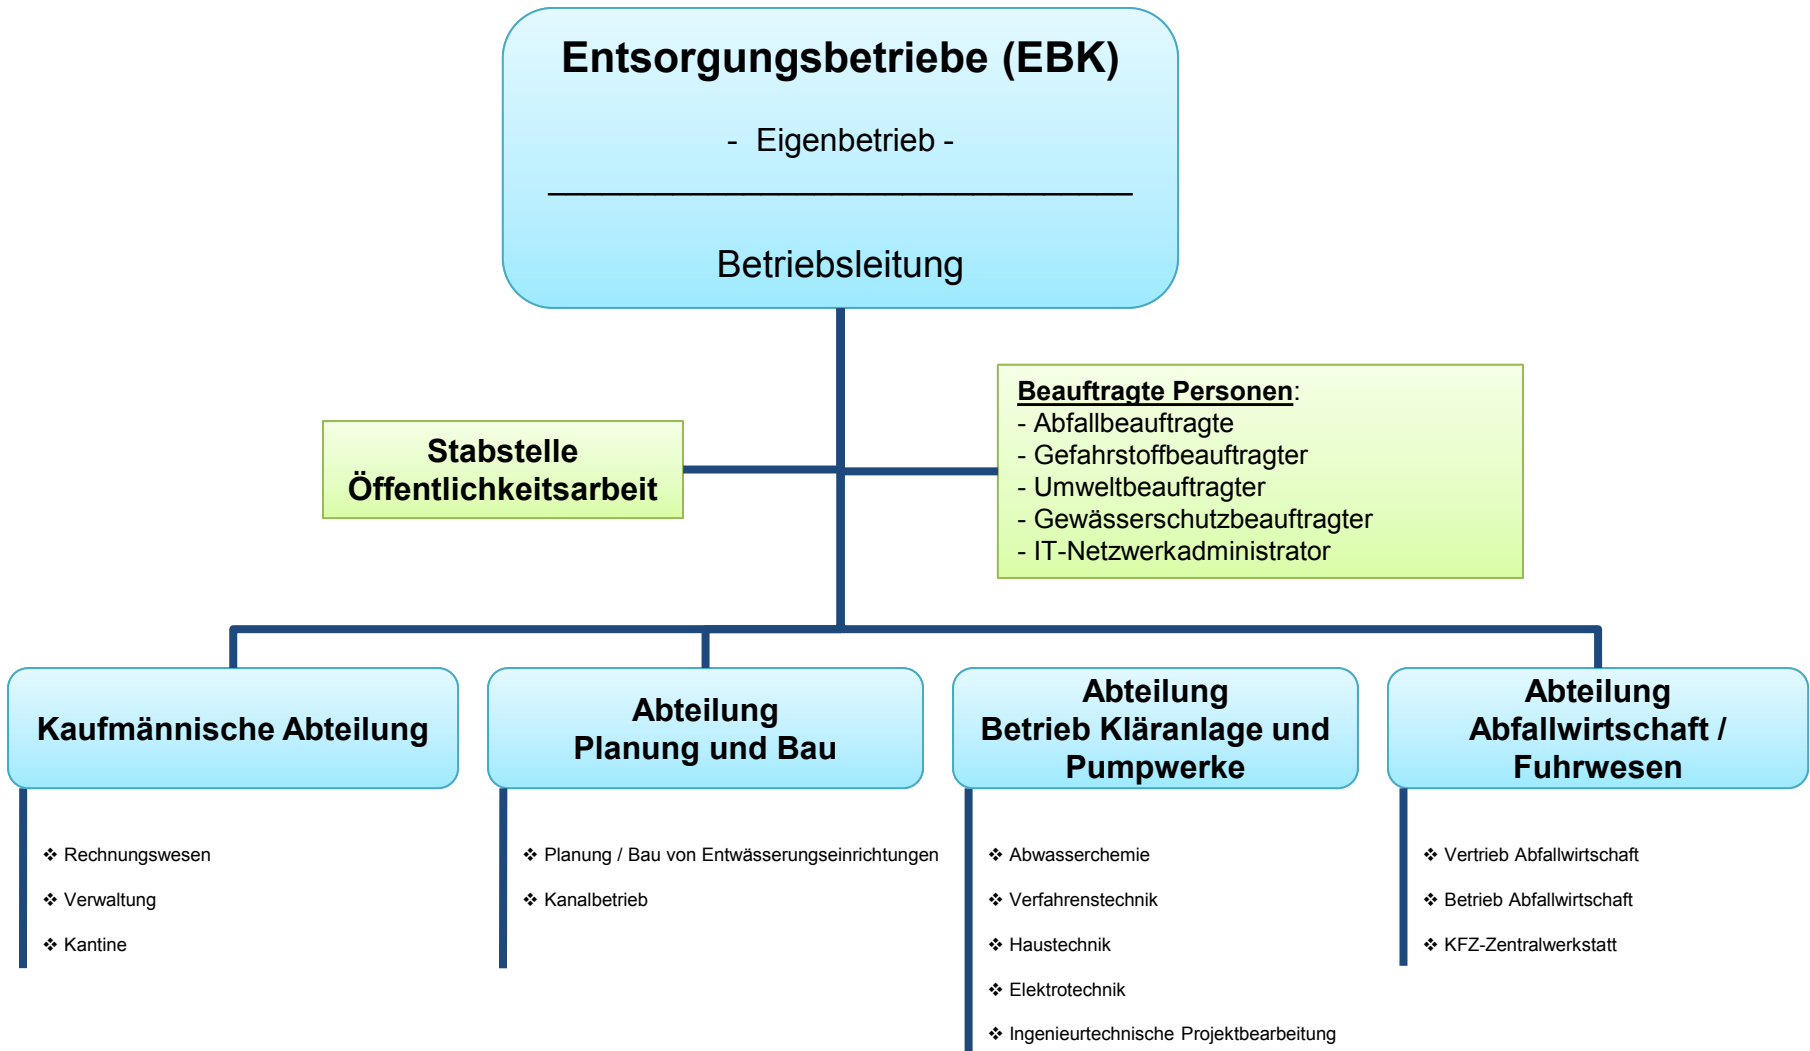 Entsorgungsbetriebe (EBK)
- Eigenbetrieb -
Betriebsleitung
Stabstelle
Öffentlichkeitsarbeit
Beauftragte Personen:
- Abfallbeauftragte
- Gefahrstoffbeauftragter
- Umweltbeauftragter
- Gewässerschutzbeauftragter
- IT-Netzwerkadministrator
Kaufmännische Abteilung
❖ Rechnungswesen
❖ Verwaltung
❖ Kantine
Abteilung
Planung und Bau
❖ Planung / Bau von Entwässerungseinrichtungen
❖ Kanalbetrieb
Abteilung
Betrieb Kläranlage und
Pumpwerke
❖ Abwasserchemie
❖ Verfahrenstechnik
❖ Haustechnik
❖ Elektrotechnik
❖ Ingenieurtechnische Projektbearbeitung
Abteilung
Abfallwirtschaft /
Fuhrwesen
❖ Vertrieb Abfallwirtschaft
❖ Betrieb Abfallwirtschaft
❖ KFZ-Zentralwerkstatt